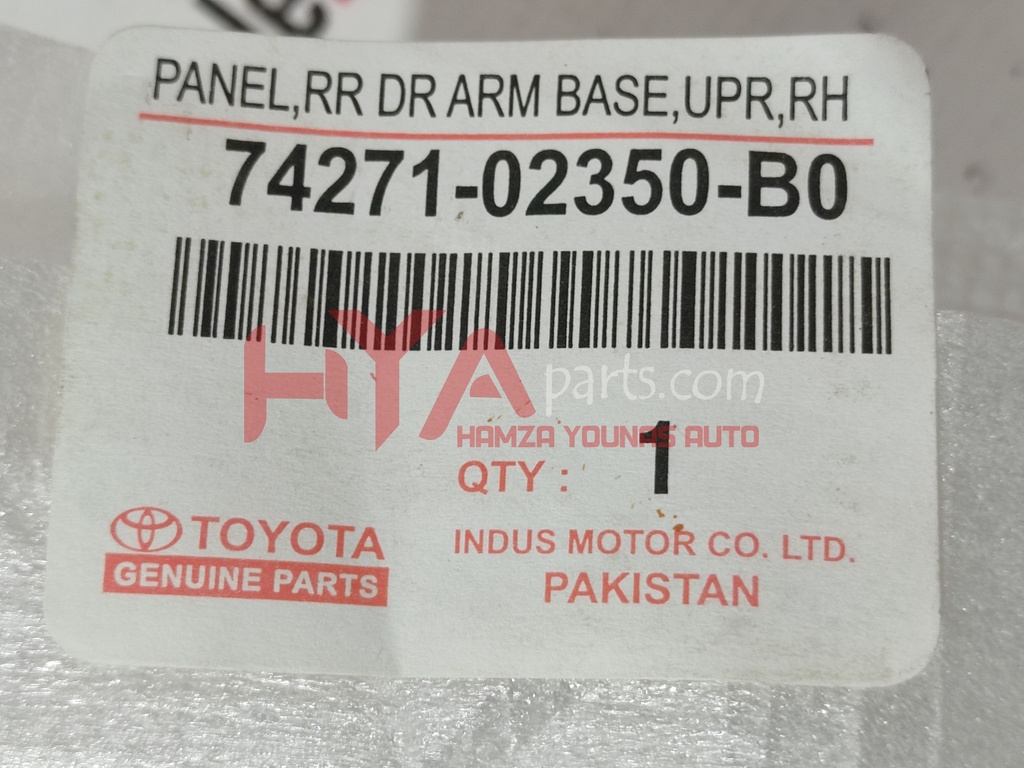 PANEL,RR DR ARM BASE,UPR,RH
74271-02350-B0
HYA parts.com
HAMZA YOUNAS AUTO
QTY : 1
TOYOTA
GENUINE PARTS
INDUS MOTOR CO. LTD.
PAKISTAN